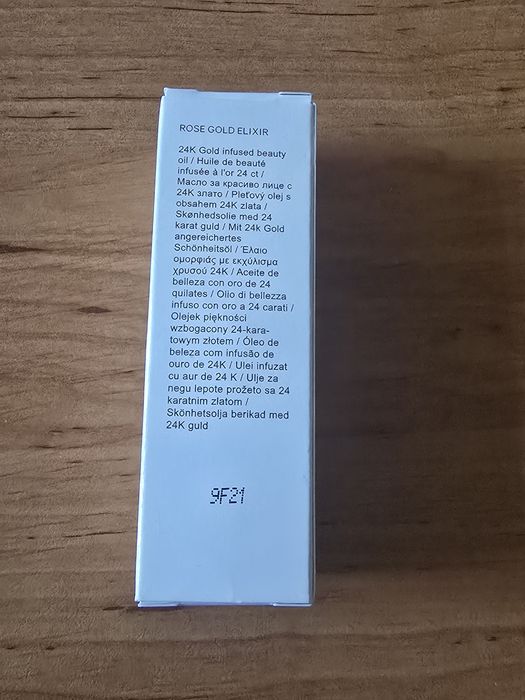 ROSE GOLD ELIXIR
24K Gold infused beauty
oil / Huile de beauté
infusée à l'or 24 ct /
Масло за красиво лице с
24K злато / Pleťový olej s
obsahem 24K zlata /
Skønhedsolie med 24
karat guld / Mit 24k Gold
angereichertes
Schönheitsöl / Έλαιο
ομορφιάς με εκχύλισμα
χρυσού 24K / Aceite de
belleza con oro de 24
quilates / Olio di bellezza
infuso con oro a 24 carati /
Olejek piękności
wzbogacony 24-kara-
towym złotem / Óleo de
beleza com infusão de
ouro de 24K / Ulei infuzat
cu aur de 24 K / Ulje za
negu lepote prožeto sa 24
karatnim zlatom /
Skönhetsolja berikad med
24K guld
9F21